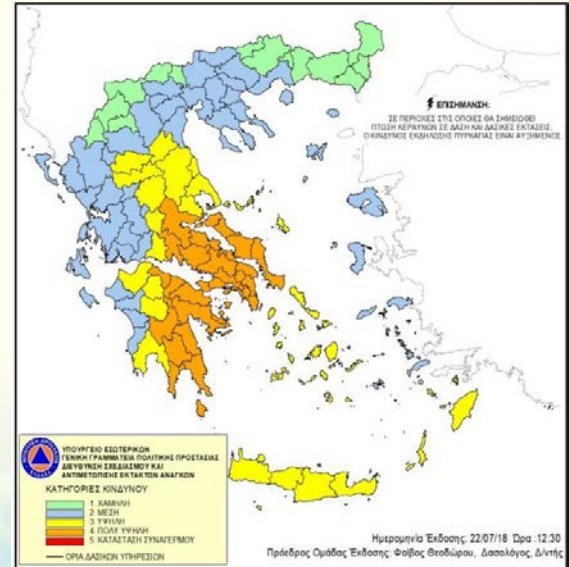 ΕΠΙΣΗΜΑΝΣΗ:
ΣΕ ΠΕΡΙΟΧΕΣ ΣΤΙΣ ΟΠΟΙΕΣ ΘΑ ΣΗΜΕΙΩΘΕΙ
ΠΤΩΣΗ ΚΕΡΑΥΝΩΝ ΣΕ ΔΑΣΗ ΚΑΙ ΔΑΣΙΚΕΣ ΕΚΤΑΣΕΙΣ,
Ο ΚΙΝΔΥΝΟΣ ΕΚΔΗΛΩΣΗΣ ΠΥΡΚΑΓΙΑΣ ΕΙΝΑΙ ΑΥΞΗΜΕΝΟΣ
ΥΠΟΥΡΓΕΙΟ ΕΣΩΤΕΡΙΚΩΝ
ΓΕΝΙΚΗ ΓΡΑΜΜΑΤΕΙΑ ΠΟΛΙΤΙΚΗΣ ΠΡΟΣΤΑΣΙΑΣ
ΔΙΕΥΘΥΝΣΗ ΣΧΕΔΙΑΣΜΟΥ ΚΑΙ
ΑΝΤΙΜΕΤΩΠΙΣΗΣ ΕΚΤΑΚΤΩΝ ΑΝΑΓΚΩΝ
ΚΑΤΗΓΟΡΙΕΣ ΚΙΝΔΥΝΟΥ
1. ΧΑΜΗΛΗ
2. ΜΕΣΗ
3. ΥΨΗΛΗ
4. ΠΟΛΥ ΥΨΗΛΗ
5. ΚΑΤΑΣΤΑΣΗ ΣΥΝΑΓΕΡΜΟΥ
ΟΡΙΑ ΔΑΣΙΚΩΝ ΥΠΗΡΕΣΙΩΝ
Ημερομηνία Έκδοσης: 22/07/18 Ώρα :12:30
Πρόεδρος Ομάδας Έκδοσης: Φοίβος Θεοδώρου, Δασολόγος, Δ/ντής